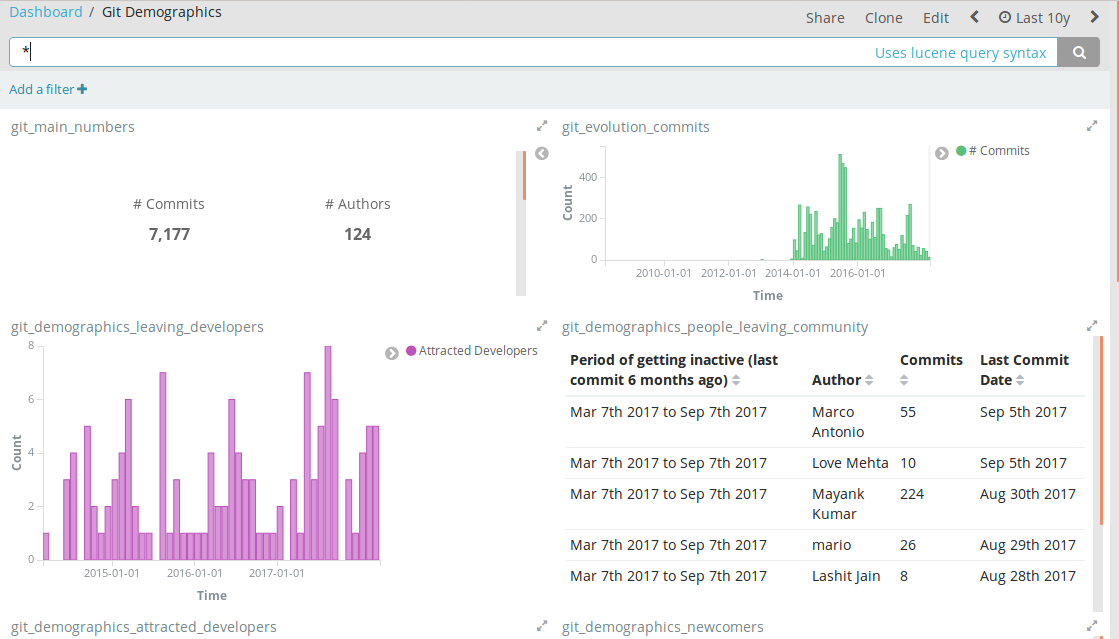 Dashboard / Git Demographics
Share Clone Edit Last 10y
*
Uses lucene query syntax
Add a filter
git_main_numbers
# Commits # Authors
7,177 124
git_evolution_commits
# Commits
Count
400
200
0
2010-01-01 2012-01-01 2014-01-01 2016-01-01
Time
git_demographics_leaving_developers
Attracted Developers
Count
8
6
4
2
0
2015-01-01 2016-01-01 2017-01-01
Time
git_demographics_people_leaving_community
Period of getting inactive (last Commits Last Commit
commit 6 months ago) Author Date
Mar 7th 2017 to Sep 7th 2017 Marco 55 Sep 5th 2017
Antonio
Mar 7th 2017 to Sep 7th 2017 Love Mehta 10 Sep 5th 2017
Mar 7th 2017 to Sep 7th 2017 Mayank 224 Aug 30th 2017
Kumar
Mar 7th 2017 to Sep 7th 2017 mario 26 Aug 29th 2017
Mar 7th 2017 to Sep 7th 2017 Lashit Jain 8 Aug 28th 2017
git_demographics_attracted_developers
git_demographics_newcomers